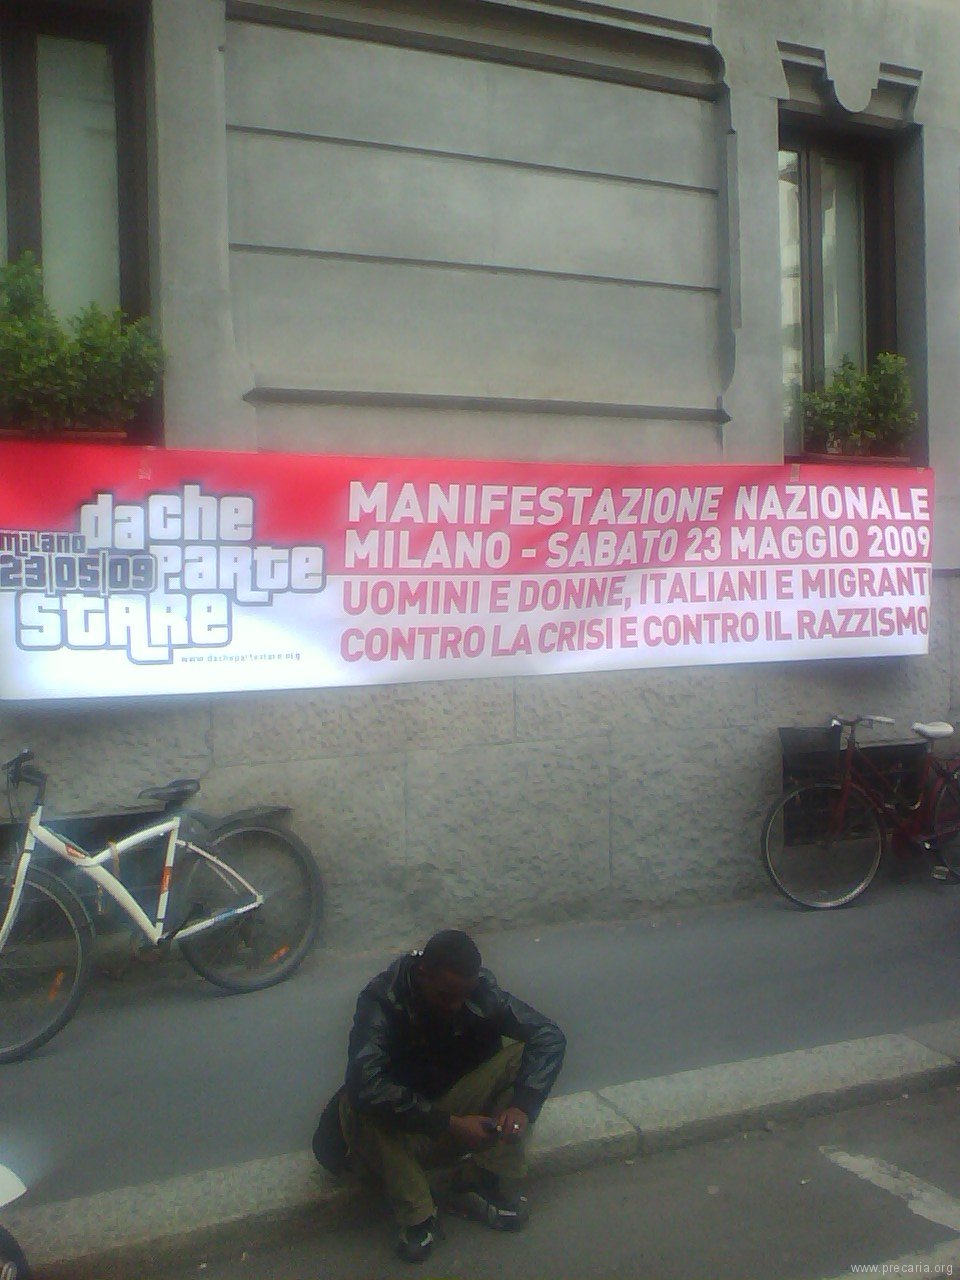 milano
23|05|09
da che
parte
stare
www.dachepartestare.org
MANIFESTAZIONE NAZIONALE
MILANO - SABATO 23 MAGGIO 2009
UOMINI E DONNE, ITALIANI E MIGRANTI
CONTRO LA CRISI E CONTRO IL RAZZISMO
www.precaria.org